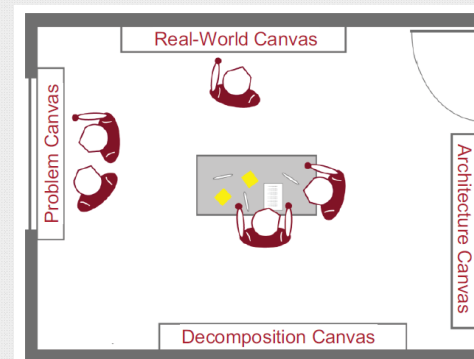 Real-World Canvas
Problem Canvas
Architecture Canvas
Decomposition Canvas